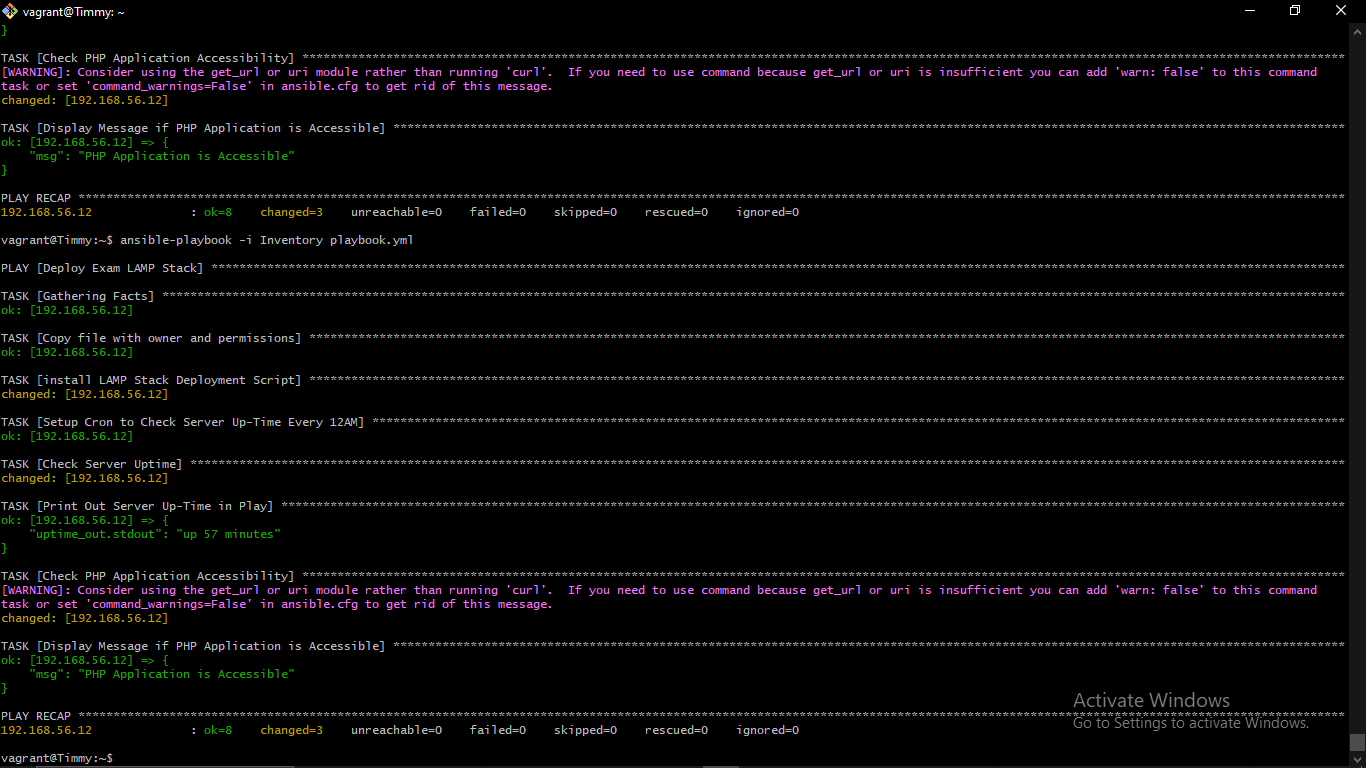 vagrant@Timmy: ~
}
TASK [Check PHP Application Accessibility] ****************************************************************************************************************************************************
[WARNING]: Consider using the get_url or uri module rather than running 'curl'.  If you need to use command because get_url or uri is insufficient you can add 'warn: false' to this command
task or set 'command_warnings=False' in ansible.cfg to get rid of this message.
changed: [192.168.56.12]
TASK [Display Message if PHP Application is Accessible] ***************************************************************************************************************************************
ok: [192.168.56.12] => {
    "msg": "PHP Application is Accessible"
}
PLAY RECAP ************************************************************************************************************************************************************************************
192.168.56.12              : ok=8    changed=3    unreachable=0    failed=0    skipped=0    rescued=0    ignored=0
vagrant@Timmy:~$ ansible-playbook -i Inventory playbook.yml
PLAY [Deploy Exam LAMP Stack] *****************************************************************************************************************************************************************
TASK [Gathering Facts] ************************************************************************************************************************************************************************
ok: [192.168.56.12]
TASK [Copy file with owner and permissions] ***************************************************************************************************************************************************
ok: [192.168.56.12]
TASK [install LAMP Stack Deployment Script] ***************************************************************************************************************************************************
changed: [192.168.56.12]
TASK [Setup Cron to Check Server Up-Time Every 12AM] ******************************************************************************************************************************************
ok: [192.168.56.12]
TASK [Check Server Uptime] ********************************************************************************************************************************************************************
changed: [192.168.56.12]
TASK [Print Out Server Up-Time in Play] *******************************************************************************************************************************************************
ok: [192.168.56.12] => {
    "uptime_out.stdout": "up 57 minutes"
}
TASK [Check PHP Application Accessibility] ****************************************************************************************************************************************************
[WARNING]: Consider using the get_url or uri module rather than running 'curl'.  If you need to use command because get_url or uri is insufficient you can add 'warn: false' to this command
task or set 'command_warnings=False' in ansible.cfg to get rid of this message.
changed: [192.168.56.12]
TASK [Display Message if PHP Application is Accessible] ***************************************************************************************************************************************
ok: [192.168.56.12] => {
    "msg": "PHP Application is Accessible"
}
PLAY RECAP ************************************************************************************************************************************************************************************
192.168.56.12              : ok=8    changed=3    unreachable=0    failed=0    skipped=0    rescued=0    ignored=0
vagrant@Timmy:~$
Activate Windows
Go to Settings to activate Windows.